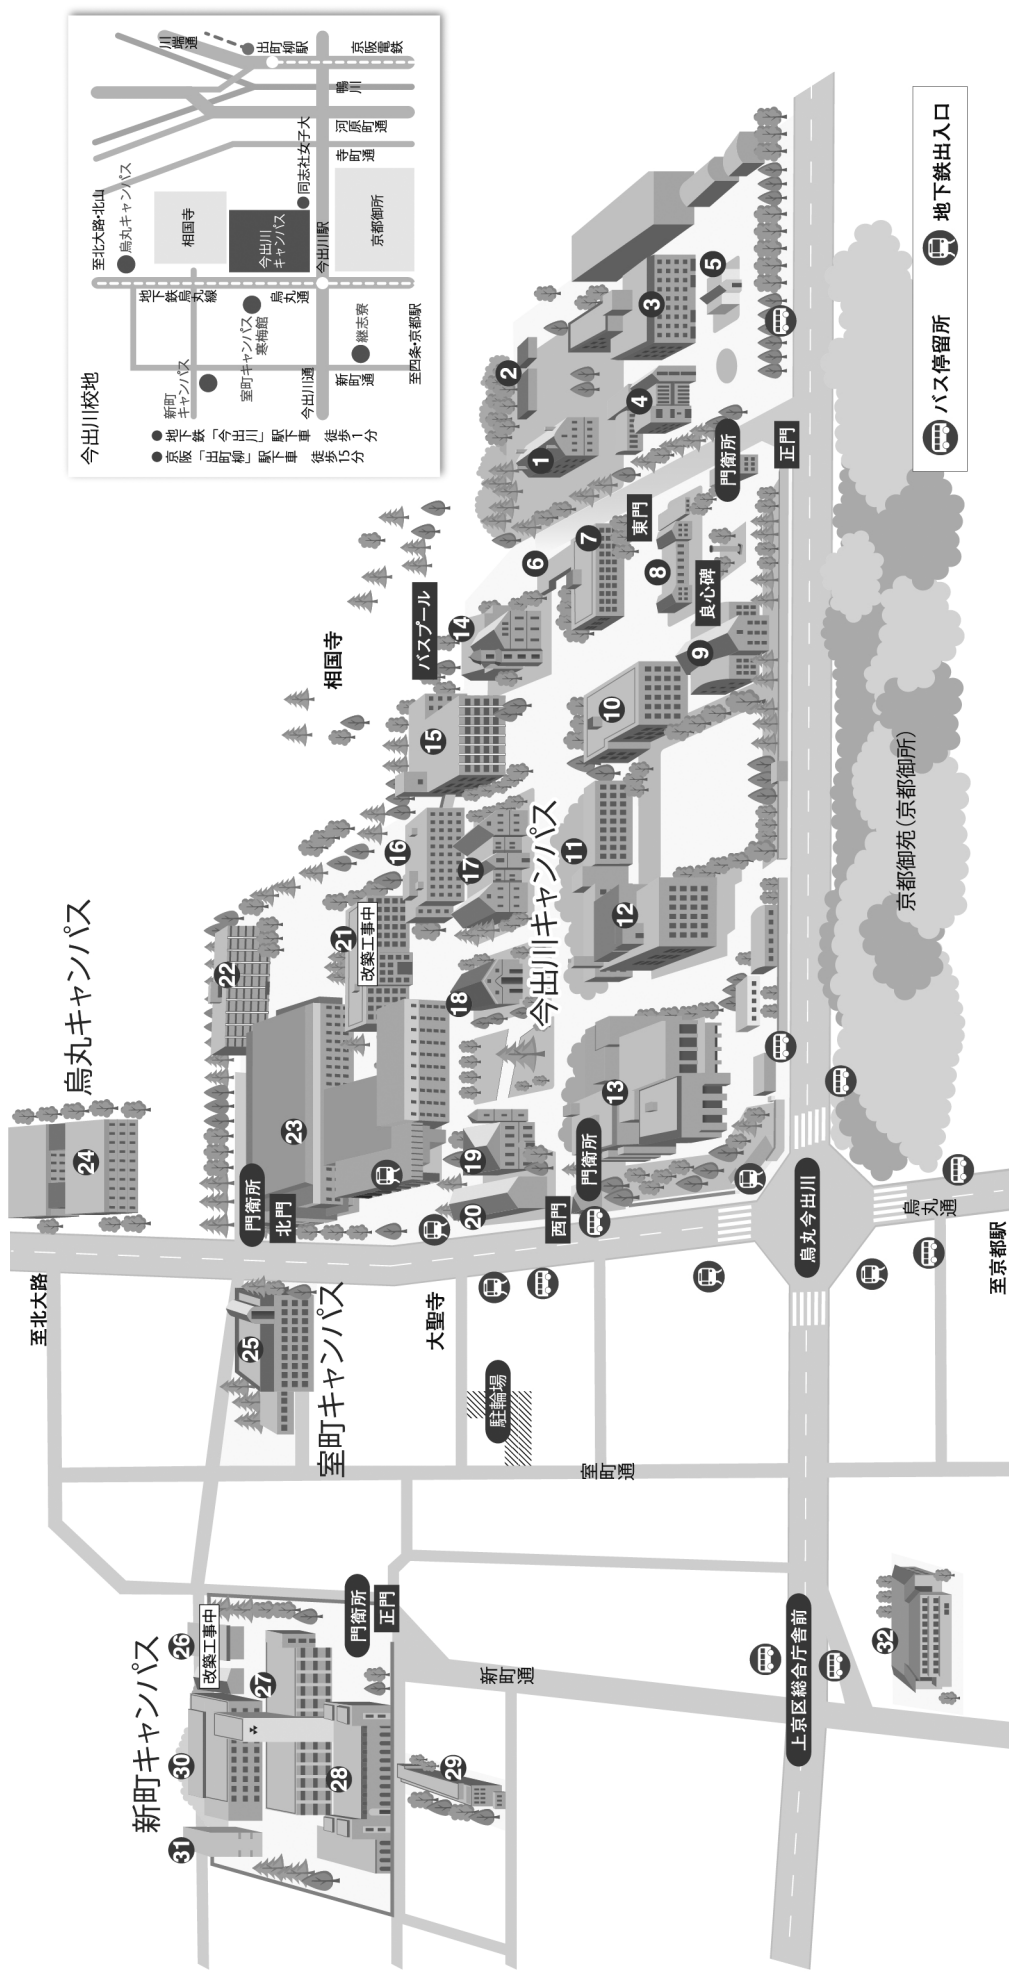 今出川校地
●地下鉄「今出川」駅下車　徒歩1分
●京阪「出町柳」駅下車　徒歩15分
至北大路・北山
烏丸キャンパス
地下鉄烏丸線
相国寺
新町
キャンパス
室町キャンパス
寒梅館
烏丸通
今出川
キャンパス
同志社女子大
今出川通
今出川駅
新町通
継志寮
京都御所
寺町通
河原町通
鴨川
川端通
出町柳駅
京阪電鉄
至四条・京都駅
バス停留所
地下鉄出入口
烏丸キャンパス
24
至北大路
門衛所
北門
22
23
21
改築工事中
相国寺
バスプール
14
15
16
17
18
19
20
今出川キャンパス
1
2
3
4
5
6
7
8
9
10
11
12
13
東門
門衛所
正門
良心碑
西門
門衛所
京都御苑（京都御所）
烏丸今出川
烏丸通
至京都駅
室町キャンパス
25
大聖寺
駐輪場
室町通
新町キャンパス
26
改築工事中
27
28
29
30
31
門衛所
正門
新町通
上京区総合庁舎前
32